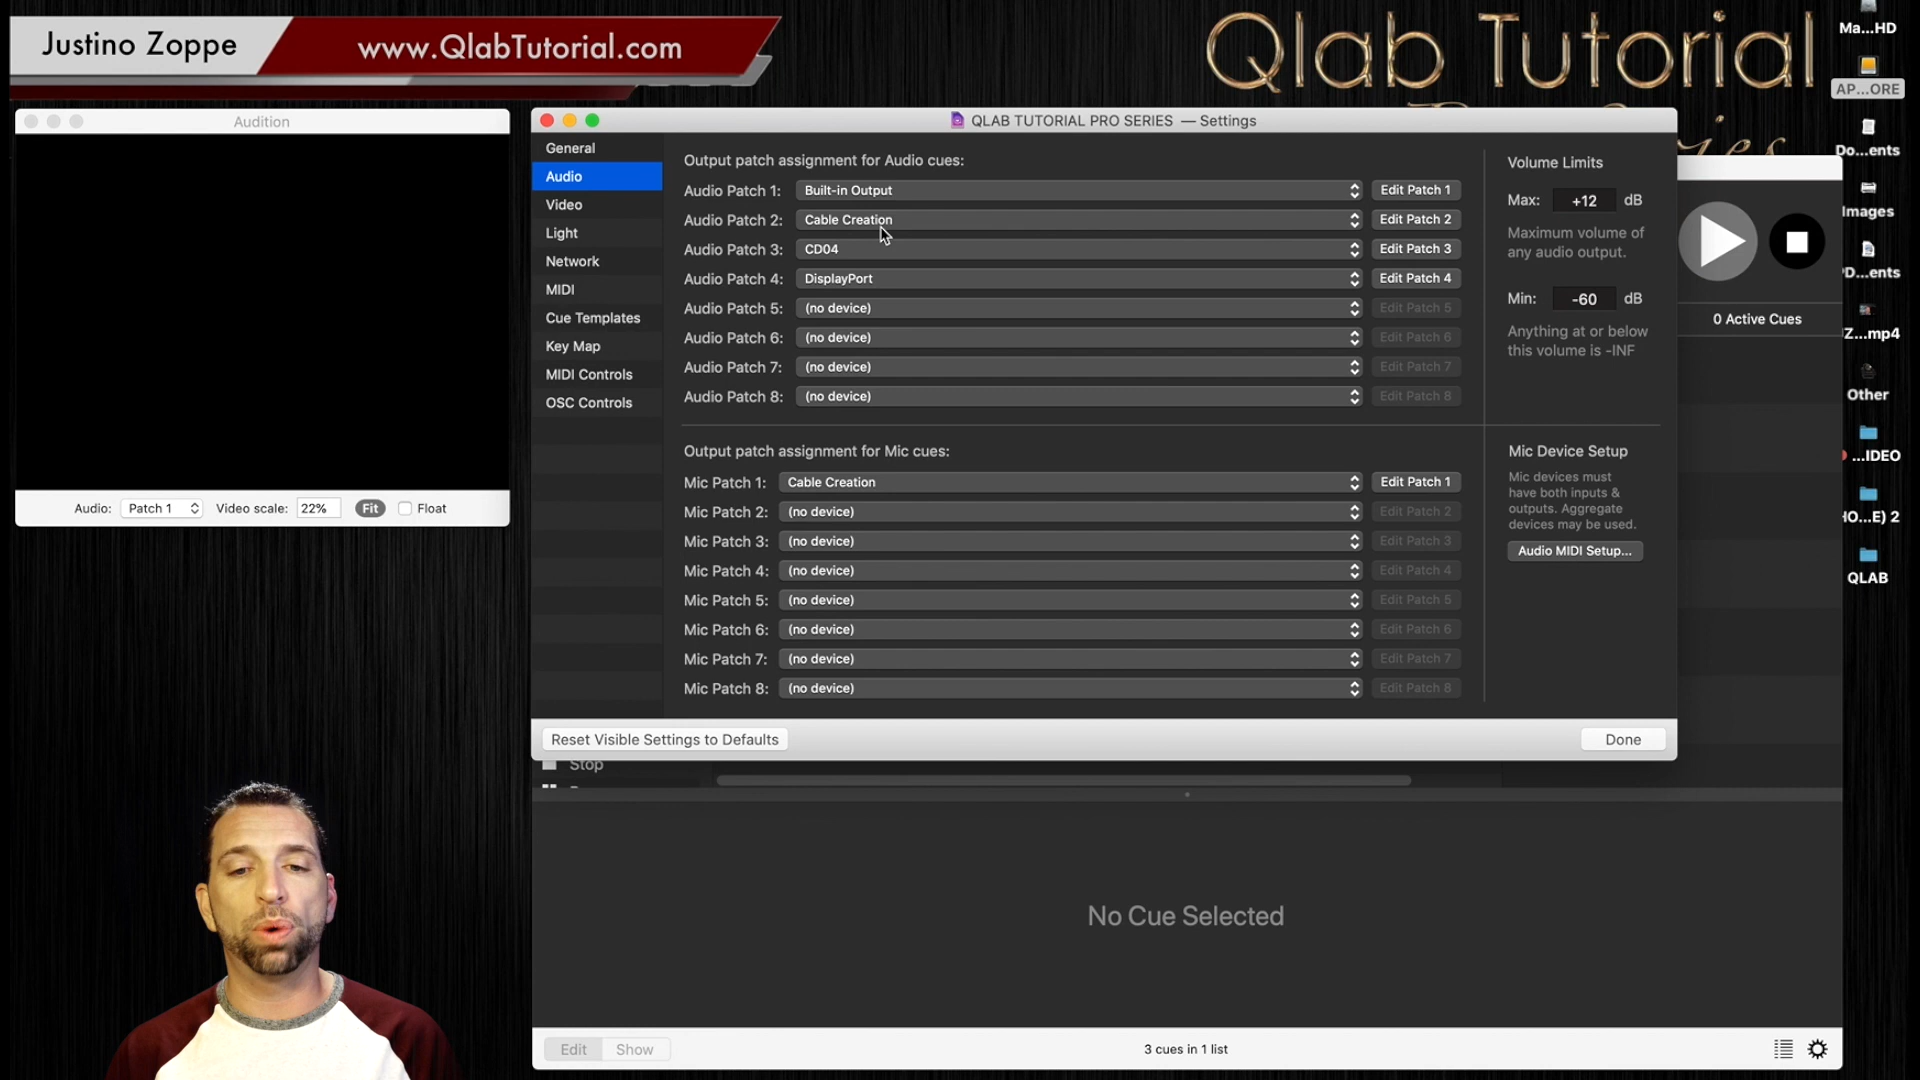 Justino Zoppe
www.QlabTutorial.com
Qlab Tutorial
Ma...HD
AP...ORE
Do...ents
Images
PD...ents
Z...mp4
Other
...IDEO
HO...E) 2
QLAB
Audition
Audio: Patch 1 Video scale: 22% Fit Float
QLAB TUTORIAL PRO SERIES — Settings
General
Audio
Video
Light
Network
MIDI
Cue Templates
Key Map
MIDI Controls
OSC Controls
Output patch assignment for Audio cues:
Audio Patch 1: Built-in Output Edit Patch 1
Audio Patch 2: Cable Creation Edit Patch 2
Audio Patch 3: CD04 Edit Patch 3
Audio Patch 4: DisplayPort Edit Patch 4
Audio Patch 5: (no device) Edit Patch 5
Audio Patch 6: (no device) Edit Patch 6
Audio Patch 7: (no device) Edit Patch 7
Audio Patch 8: (no device) Edit Patch 8
Volume Limits
Max: +12 dB
Maximum volume of
any audio output.
Min: -60 dB
Anything at or below
this volume is -INF
Output patch assignment for Mic cues:
Mic Patch 1: Cable Creation Edit Patch 1
Mic Patch 2: (no device) Edit Patch 2
Mic Patch 3: (no device) Edit Patch 3
Mic Patch 4: (no device) Edit Patch 4
Mic Patch 5: (no device) Edit Patch 5
Mic Patch 6: (no device) Edit Patch 6
Mic Patch 7: (no device) Edit Patch 7
Mic Patch 8: (no device) Edit Patch 8
Mic Device Setup
Mic devices must
have both inputs &
outputs. Aggregate
devices may be used.
Audio MIDI Setup...
Reset Visible Settings to Defaults
Done
0 Active Cues
Stop
No Cue Selected
Edit Show
3 cues in 1 list